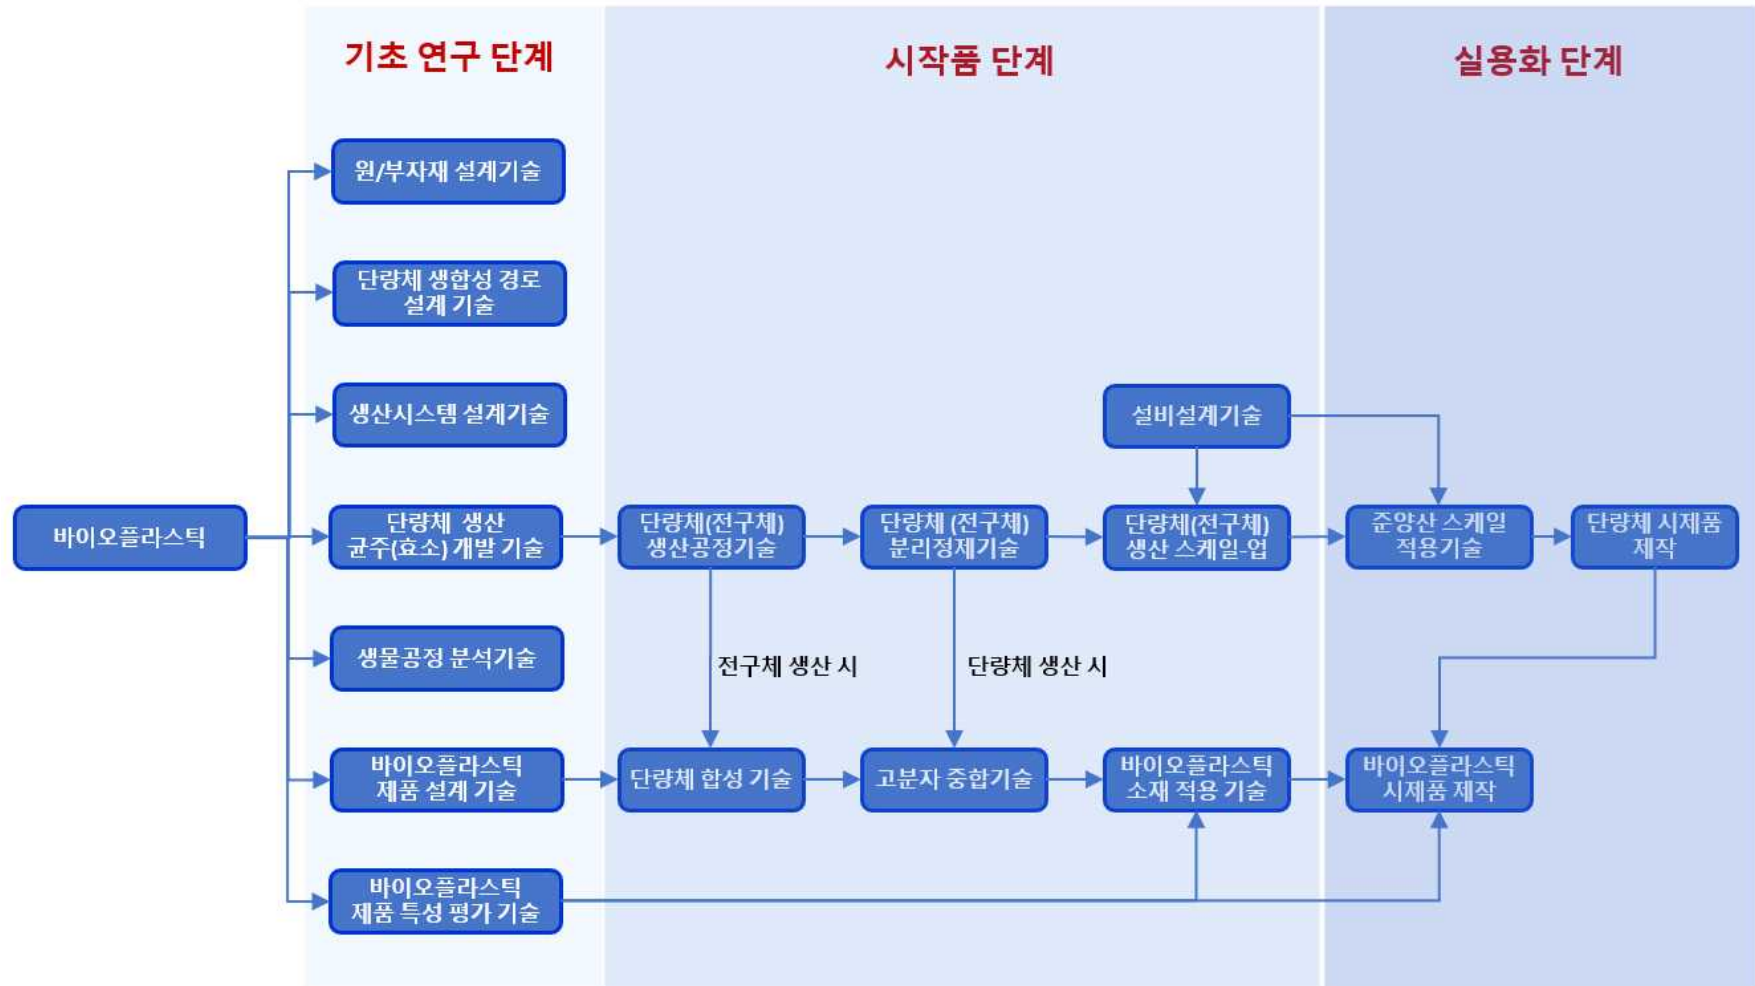 기초 연구 단계
시작품 단계
실용화 단계
원/부자재 설계기술
단량체 생합성 경로
설계 기술
생산시스템 설계기술
설비설계기술
바이오플라스틱
단량체 생산
균주(효소) 개발 기술
단량체(전구체)
생산공정기술
단량체 (전구체)
분리정제기술
단량체(전구체)
생산 스케일-업
준양산 스케일
적용기술
단량체 시제품
제작
생물공정 분석기술
전구체 생산 시
단량체 생산 시
바이오플라스틱
제품 설계 기술
단량체 합성 기술
고분자 중합기술
바이오플라스틱
소재 적용 기술
바이오플라스틱
시제품 제작
바이오플라스틱
제품 특성 평가 기술